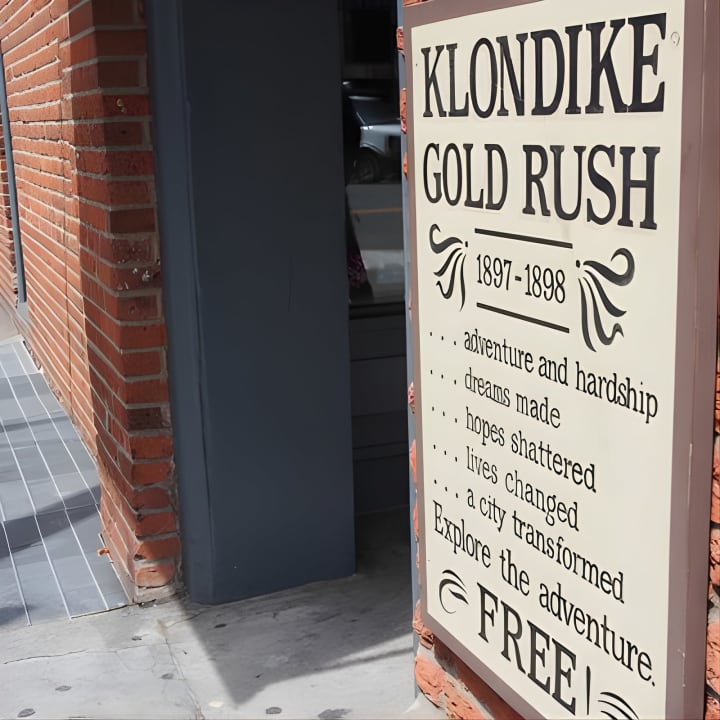 KLONDIKE
GOLD RUSH
1897-1898
... adventure and hardship
... dreams made
... hopes shattered
... lives changed
... a city transformed
Explore the adventure.
FREE!